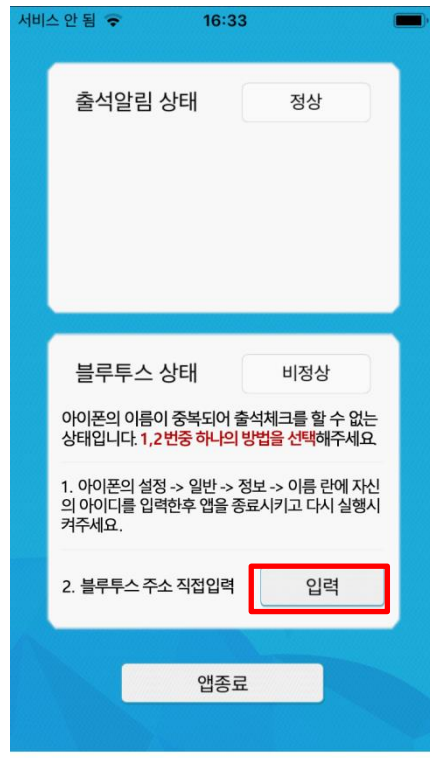 서비스 안 됨 16:33
출석알림 상태 정상
블루투스 상태 비정상
아이폰의 이름이 중복되어 출석체크를 할 수 없는
상태입니다. 1,2번중 하나의 방법을 선택해주세요.
1. 아이폰의 설정 -> 일반 -> 정보 -> 이름 란에 자신
의 아이디를 입력한후 앱을 종료시키고 다시 실행시
켜주세요.
2. 블루투스 주소 직접입력 입력
앱종료